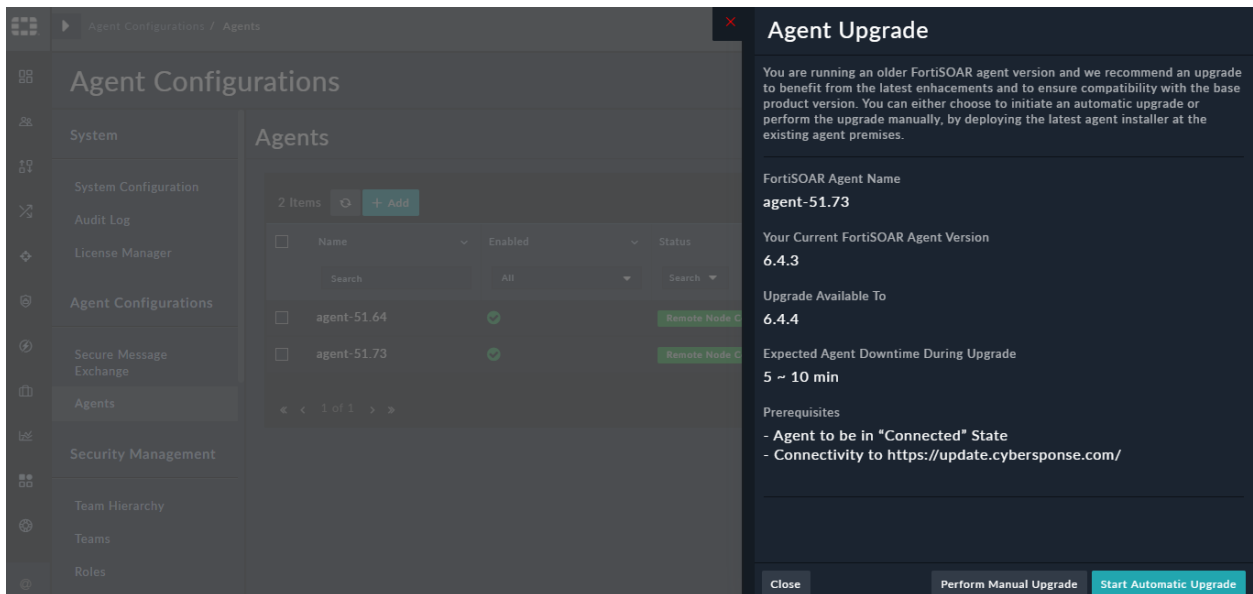 Agent Configurations / Agents
Agent Configurations
System
System Configuration
Audit Log
License Manager
Agent Configurations
Secure Message
Exchange
Agents
Security Management
Team Hierarchy
Teams
Roles
Agents
2 Items
+ Add
Name
Enabled
Status
Search
All
Search
agent-51.64
Remote Node C
agent-51.73
Remote Node C
« ‹ 1 of 1 › »
Agent Upgrade
You are running an older FortiSOAR agent version and we recommend an upgrade
to benefit from the latest enhacements and to ensure compatibility with the base
product version. You can either choose to initiate an automatic upgrade or
perform the upgrade manually, by deploying the latest agent installer at the
existing agent premises.
FortiSOAR Agent Name
agent-51.73
Your Current FortiSOAR Agent Version
6.4.3
Upgrade Available To
6.4.4
Expected Agent Downtime During Upgrade
5 ~ 10 min
Prerequisites
- Agent to be in “Connected” State
- Connectivity to https://update.cybersponse.com/
Close
Perform Manual Upgrade
Start Automatic Upgrade